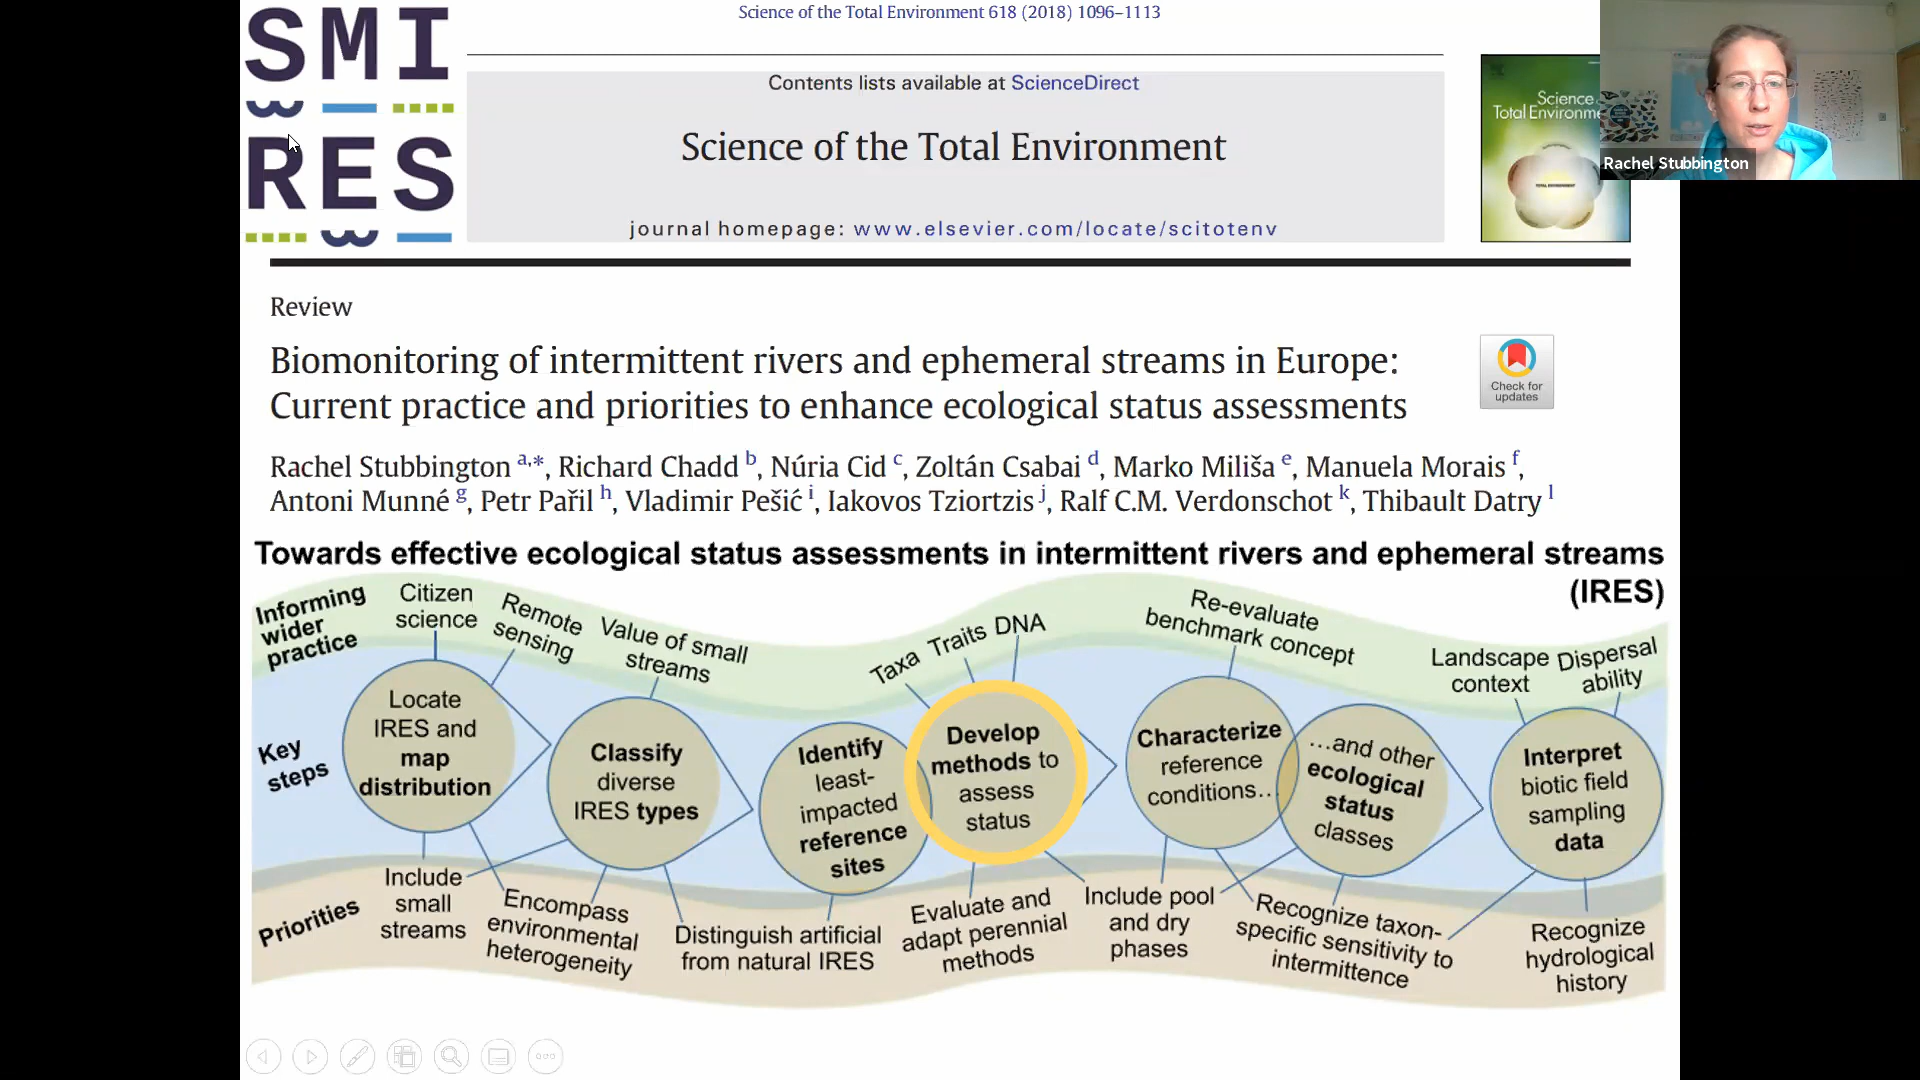 SMI
RES
Science of the Total Environment 618 (2018) 1096–1113
Contents lists available at ScienceDirect
Science of the Total Environment
journal homepage: www.elsevier.com/locate/scitotenv
Science
Total Environme
TOTAL ENVIRONMENT
Rachel Stubbington
Review
Biomonitoring of intermittent rivers and ephemeral streams in Europe:
Current practice and priorities to enhance ecological status assessments
Check for
updates
Rachel Stubbington a,*, Richard Chadd b, Núria Cid c, Zoltán Csabai d, Marko Miliša e, Manuela Morais f,
Antoni Munné g, Petr Pařil h, Vladimir Pešić i, Iakovos Tziortzis j, Ralf C.M. Verdonschot k, Thibault Datry l
Towards effective ecological status assessments in intermittent rivers and ephemeral streams
(IRES)
Informing
wider
practice
Citizen
science
Remote
sensing
Value of small
streams
Taxa
Traits
DNA
Re-evaluate
benchmark concept
Landscape
context
Dispersal
ability
Key
steps
Locate
IRES and
map
distribution
Classify
diverse
IRES types
Identify
least-
impacted
reference
sites
Develop
methods to
assess
status
Characterize
reference
conditions...
...and other
ecological
status
classes
Interpret
biotic field
sampling
data
Priorities
Include
small
streams
Encompass
environmental
heterogeneity
Distinguish artificial
from natural IRES
Evaluate and
adapt perennial
methods
Include pool
and dry
phases
Recognize taxon-
specific sensitivity to
intermittence
Recognize
hydrological
history